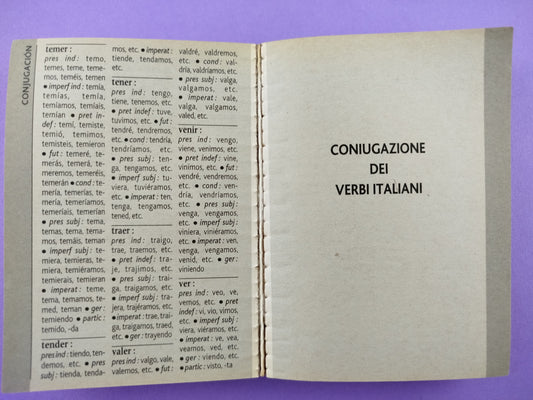 CONJUGACIÓN
temer :
pres ind : temo,
temes, teme, teme-
mos, teméis, temen
• imperf ind : temía,
temías, temía,
temíamos, temíais,
temían • pret in-
def : temí, temiste,
temió, temimos,
temisteis, temieron
• fut : temeré, te-
merás, temerá, te-
meremos, temeréis,
temerán • cond : te-
mería, temerías, te-
mería, temeríamos,
temeríais, temerían
• pres subj : tema,
temas, tema, tema-
mos, temáis, teman
• imperf subj : te-
miera, temieras, te-
miera, temiéramos,
temierais, temieran
• imperat : teme,
tema, temamos, te-
med, teman • ger :
temiendo • partic :
temido, -da
tender :
pres ind : tiendo, ten-
demos, etc. • pres
subj : tienda, tenda-
mos, etc. • imperat :
tiende, tendamos,
etc.
tener :
pres ind : tengo,
tiene, tenemos, etc.
• pret indef : tuve,
tuvimos, etc. • fut :
tendré, tendremos,
etc. • cond : tendría,
tendríamos, etc. •
pres subj : ten-
ga, tengamos, etc.
• imperf subj : tu-
viera, tuviéramos,
etc. • imperat : ten,
tenga, tengamos,
tened, etc.
traer :
pres ind : traigo,
trae, traemos, etc.
• pret indef : tra-
je, trajimos, etc.
• pres subj : trai-
ga, traigamos, etc.
• imperf subj : tra-
jera, trajéramos, etc.
• imperat : trae, trai-
ga, traigamos, traed,
etc. • ger : trayendo
valer :
pres ind : valgo, vale,
valemos, etc. • fut :
valdré, valdremos,
etc. • cond : val-
dría, valdríamos, etc.
• pres subj : valga,
valgamos, etc. •
imperat : vale,
valga, valgamos,
valed, etc.
venir :
pres ind : vengo,
viene, venimos, etc.
• pret indef : vine,
vinimos, etc. • fut :
vendré, vendremos,
etc. • cond : ven-
dría, vendríamos,
etc. • pres subj :
venga, vengamos,
etc. • imperf subj :
viniera, viniéramos,
etc. • imperat : ven,
venga, vengamos,
venid, etc. • ger :
viniendo
ver :
pres ind : veo, ve,
vemos, etc. • pret
indef : vi, vio, vimos,
etc. • imperf subj :
viera, viéramos, etc.
• imperat : ve, vea,
veamos, ved, etc.
• ger : viendo, etc.
• partic : visto, -ta
CONIUGAZIONE
DEI
VERBI ITALIANI